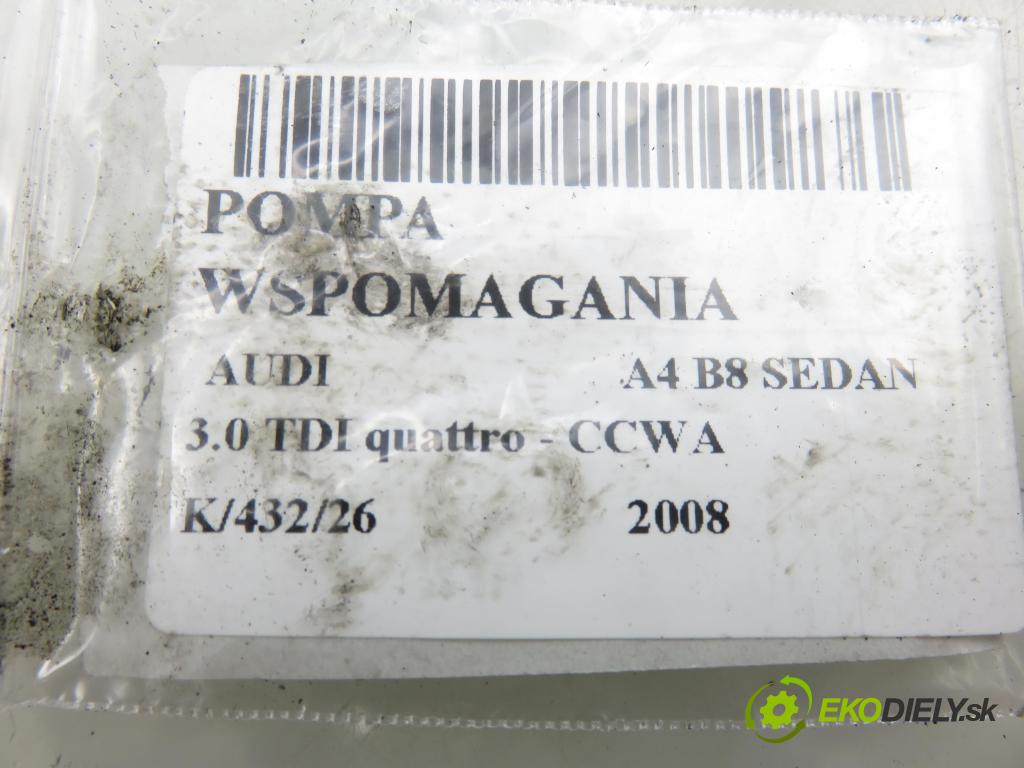 POMPA
WSPOMAGANIA
AUDI A4 B8 SEDAN
3.0 TDI quattro - CCWA
K/432/26 2008
EKODIELY.sk